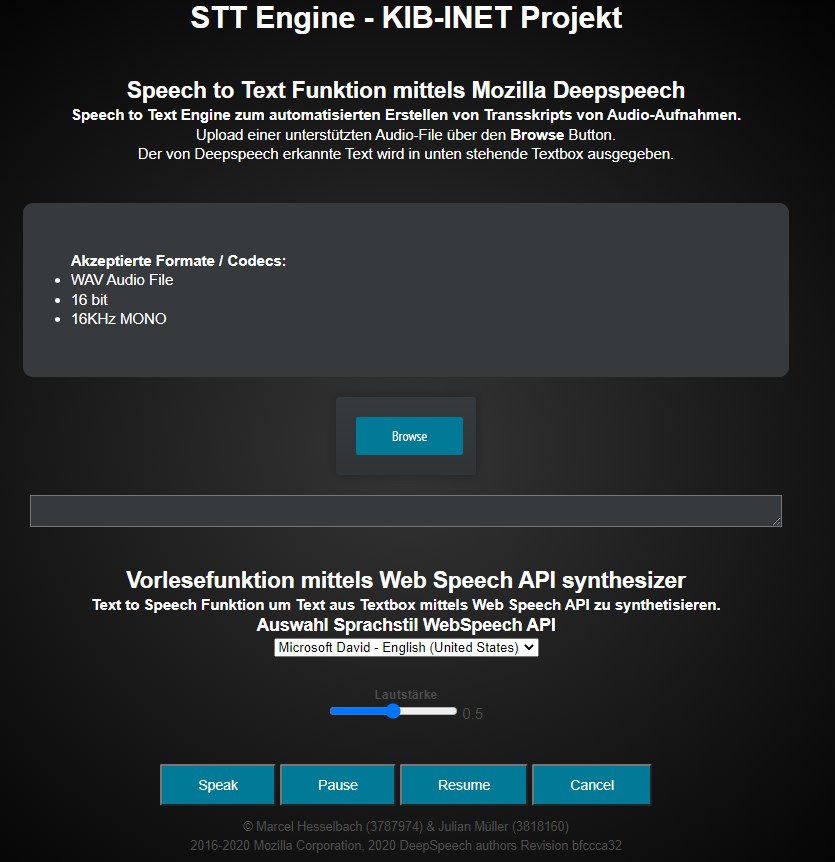 STT Engine - KIB-INET Projekt
Speech to Text Funktion mittels Mozilla Deepspeech
Speech to Text Engine zum automatisierten Erstellen von Transskripts von Audio-Aufnahmen.
Upload einer unterstützten Audio-File über den Browse Button.
Der von Deepspeech erkannte Text wird in unten stehende Textbox ausgegeben.
Akzeptierte Formate / Codecs:
• WAV Audio File
• 16 bit
• 16KHz MONO
Browse
Vorlesefunktion mittels Web Speech API synthesizer
Text to Speech Funktion um Text aus Textbox mittels Web Speech API zu synthetisieren.
Auswahl Sprachstil WebSpeech API
Microsoft David - English (United States)
Lautstärke
0.5
Speak Pause Resume Cancel
© Marcel Hesselbach (3787974) & Julian Müller (3818160)
2016-2020 Mozilla Corporation, 2020 DeepSpeech authors Revision bfccca32